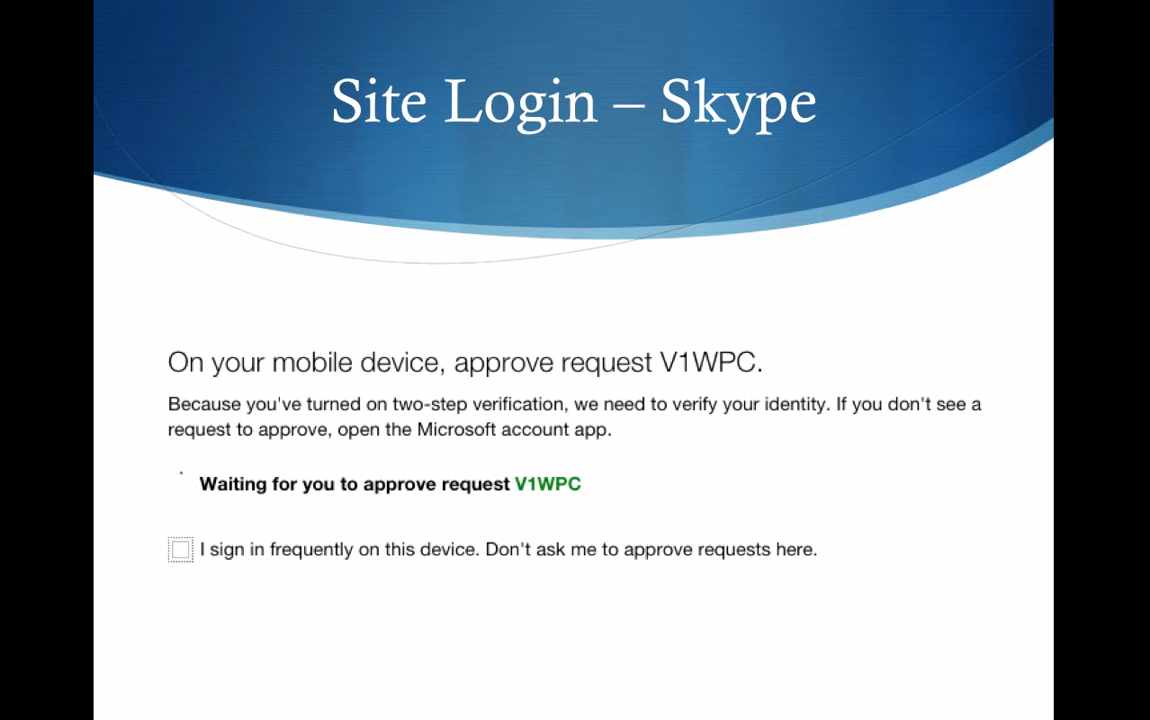 Site Login – Skype
On your mobile device, approve request V1WPC.
Because you've turned on two-step verification, we need to verify your identity. If you don't see a
request to approve, open the Microsoft account app.
Waiting for you to approve request V1WPC
I sign in frequently on this device. Don't ask me to approve requests here.